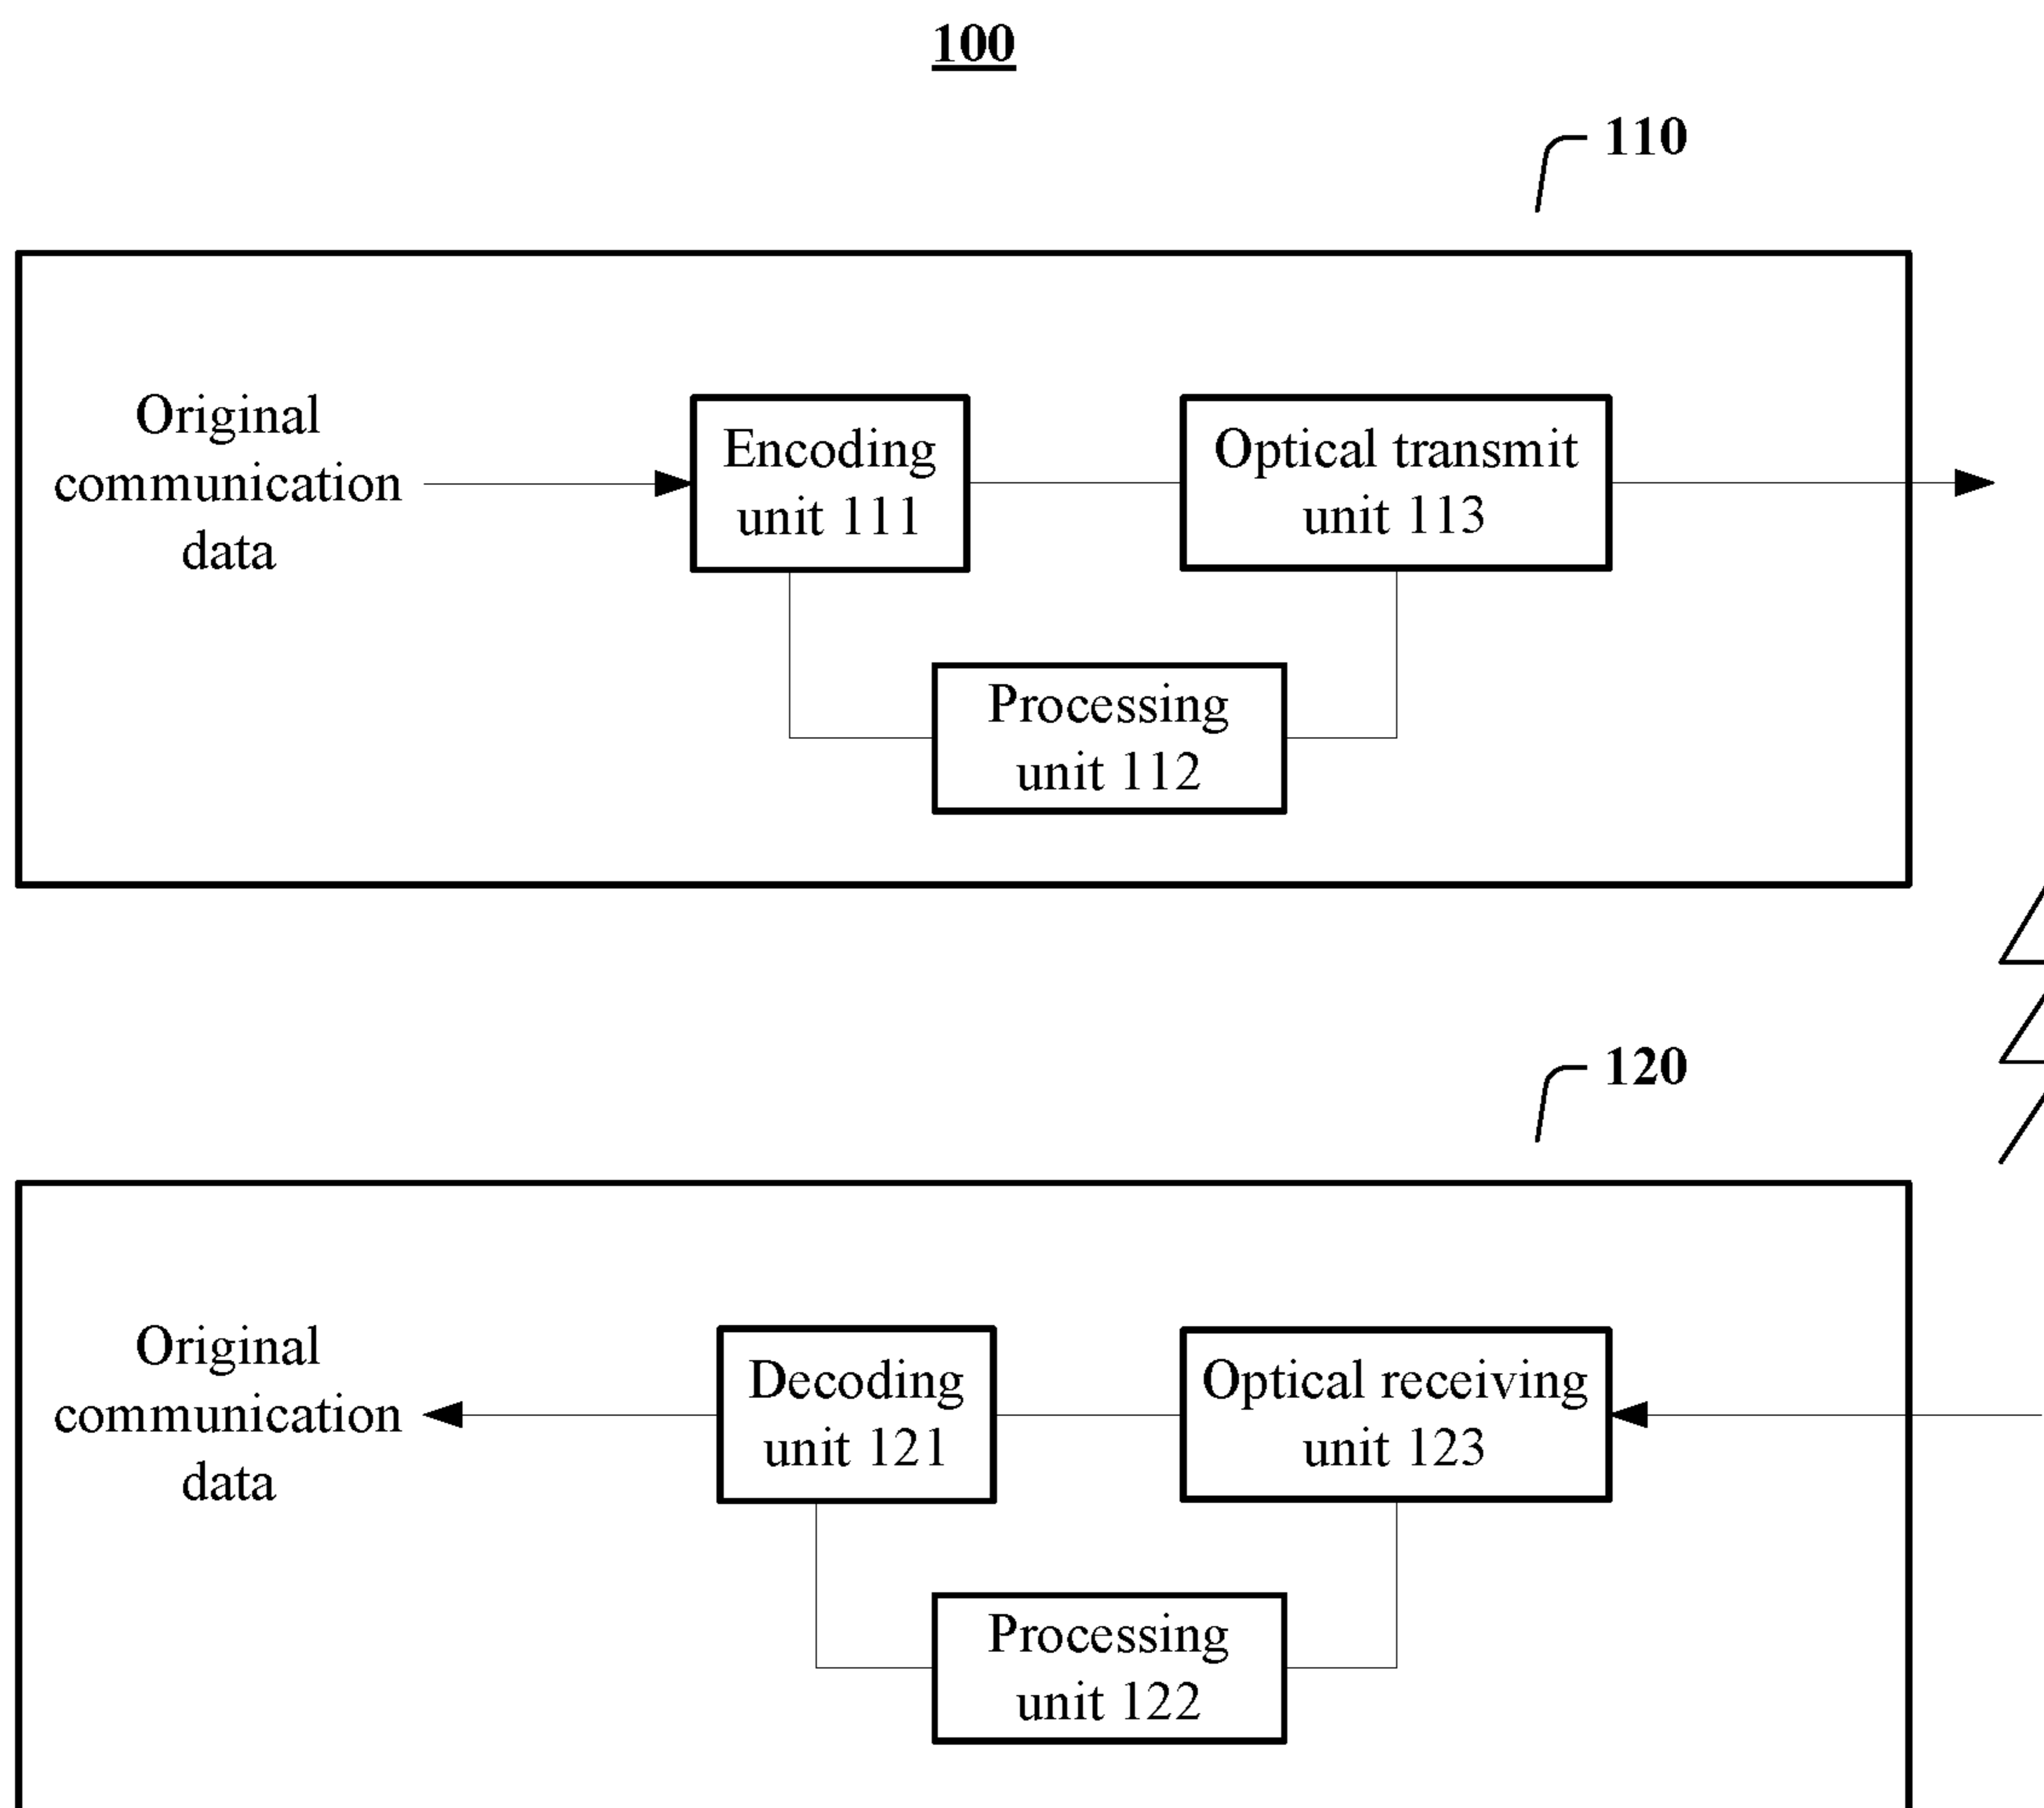 100
110
Original
communication
data
Encoding
unit 111
Optical transmit
unit 113
Processing
unit 112
120
Original
communication
data
Decoding
unit 121
Optical receiving
unit 123
Processing
unit 122